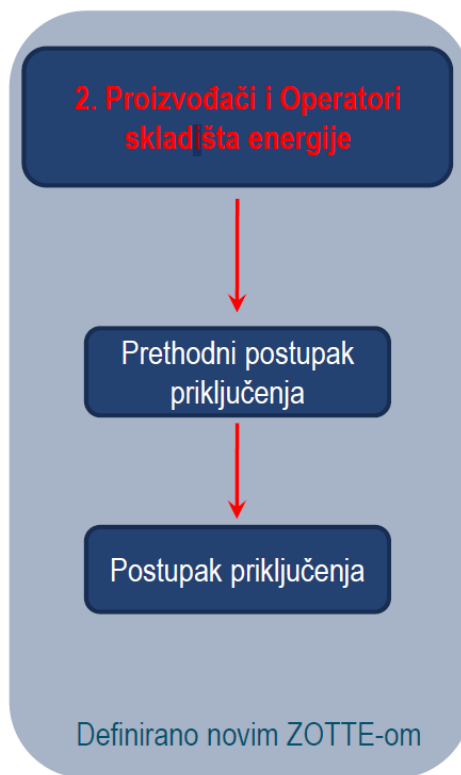 2. Proizvođači i Operatori
skladišta energije
Prethodni postupak
priključenja
Postupak priključenja
Definirano novim ZOTTE-om